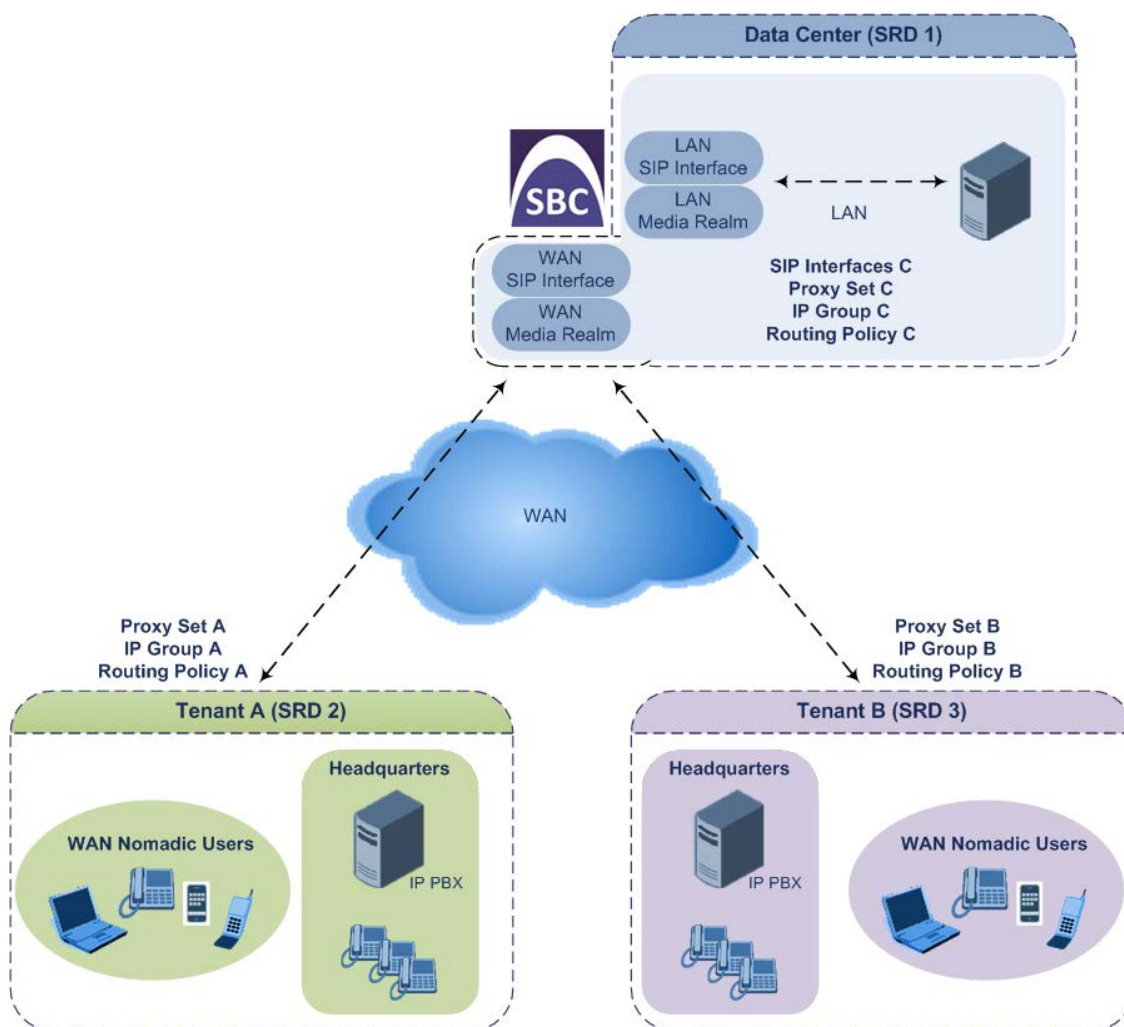 Data Center (SRD 1)
SBC
LAN
SIP Interface
LAN
Media Realm
LAN
WAN
SIP Interface
WAN
Media Realm
SIP Interfaces C
Proxy Set C
IP Group C
Routing Policy C
WAN
Proxy Set A
IP Group A
Routing Policy A
Proxy Set B
IP Group B
Routing Policy B
Tenant A (SRD 2)
WAN Nomadic Users
Headquarters
IP PBX
Tenant B (SRD 3)
Headquarters
IP PBX
WAN Nomadic Users